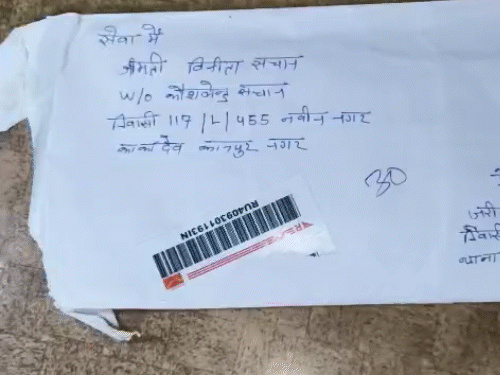 सेवा में
श्रीमती विनीता सचान
W/o कौशलेन्द्र सचान
निवासी 117/L/455 नवीन नगर
काकादेव कानपुर नगर
RU409301193IN
निवासी
थाना